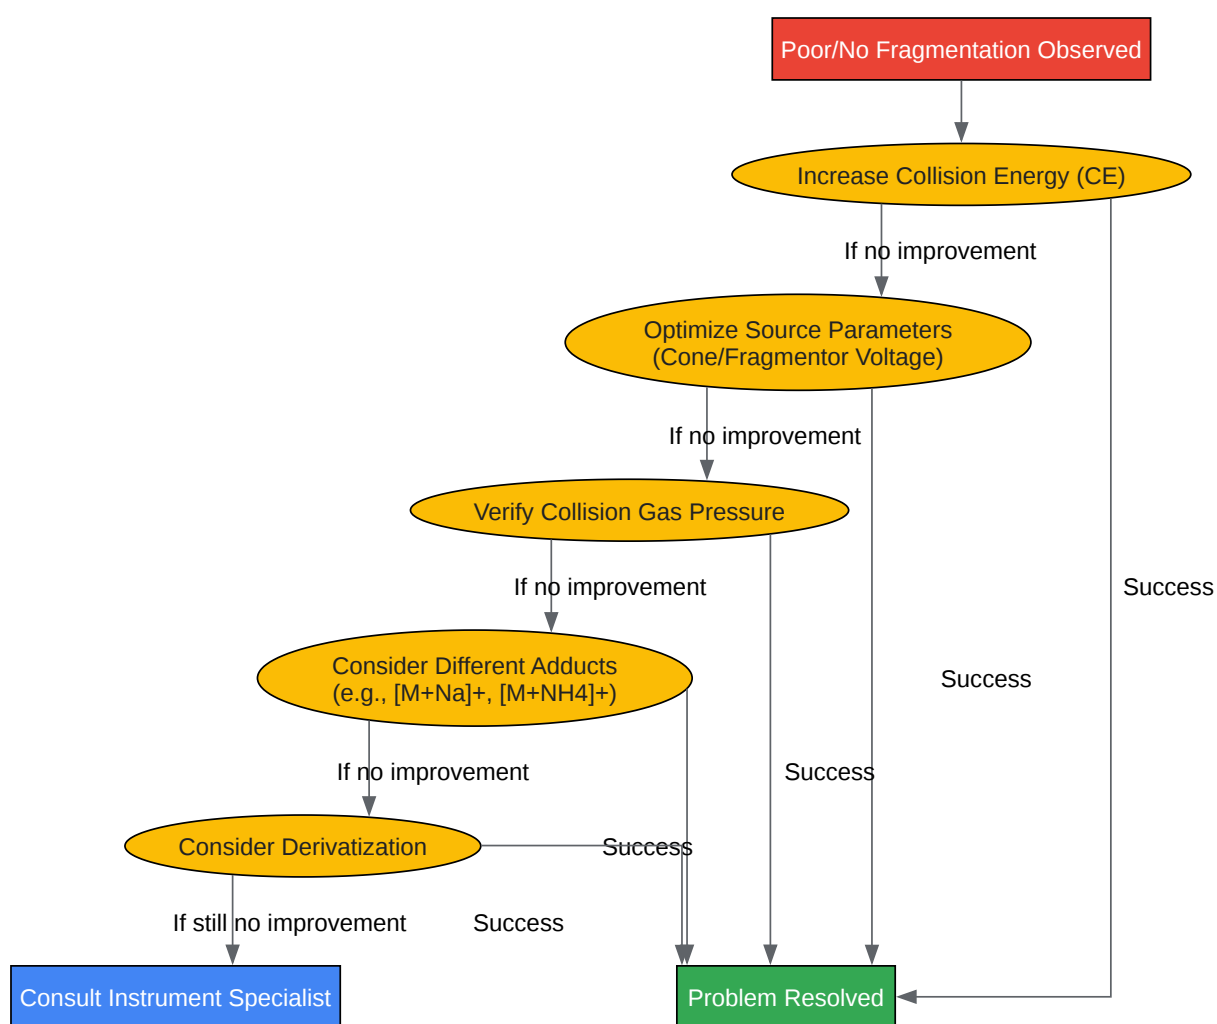 Poor/No Fragmentation Observed
Increase Collision Energy (CE)
If no improvement
Optimize Source Parameters
(Cone/Fragmentor Voltage)
If no improvement
Verify Collision Gas Pressure
If no improvement
Success
Consider Different Adducts
(e.g., [M+Na]+, [M+NH4]+)
Success
If no improvement
Success
Consider Derivatization
Success
If still no improvement
Success
Consult Instrument Specialist
Problem Resolved